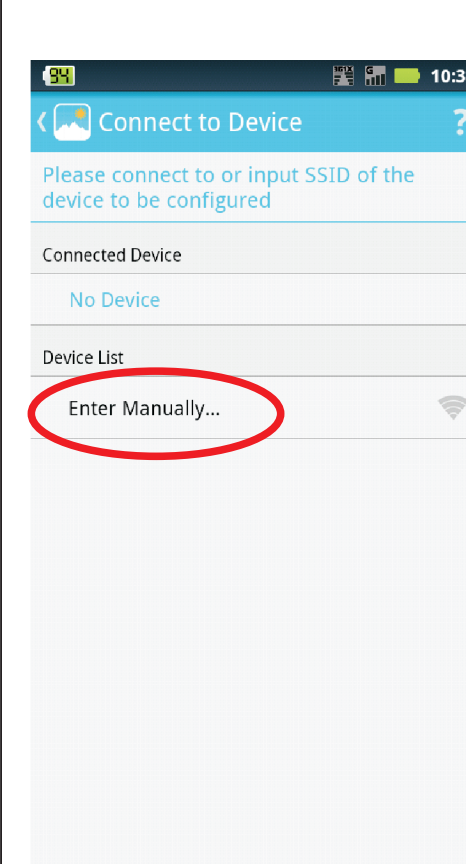 94 10:3
Connect to Device ?
Please connect to or input SSID of the
device to be configured
Connected Device
No Device
Device List
Enter Manually...